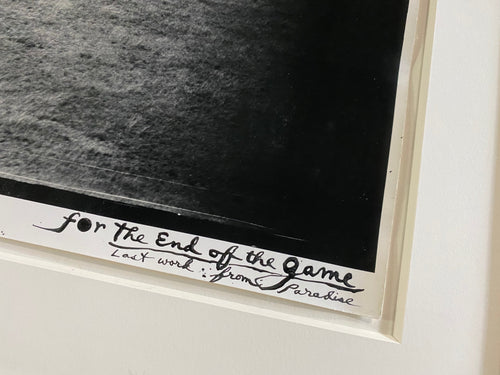 for the End of the game
Last word : from Paradise